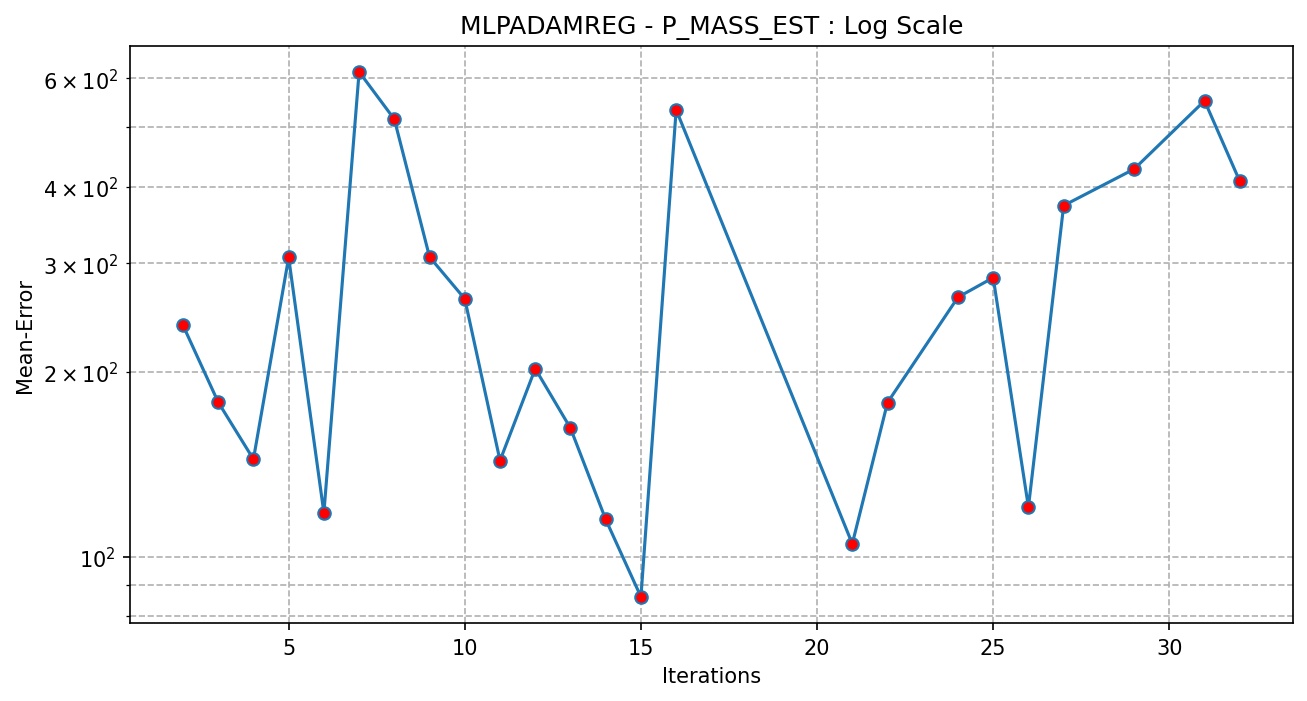 MLPADAMREG - P_MASS_EST : Log Scale
Mean-Error
6 × 10²
4 × 10²
3 × 10²
2 × 10²
10²
5 10 15 20 25 30
Iterations